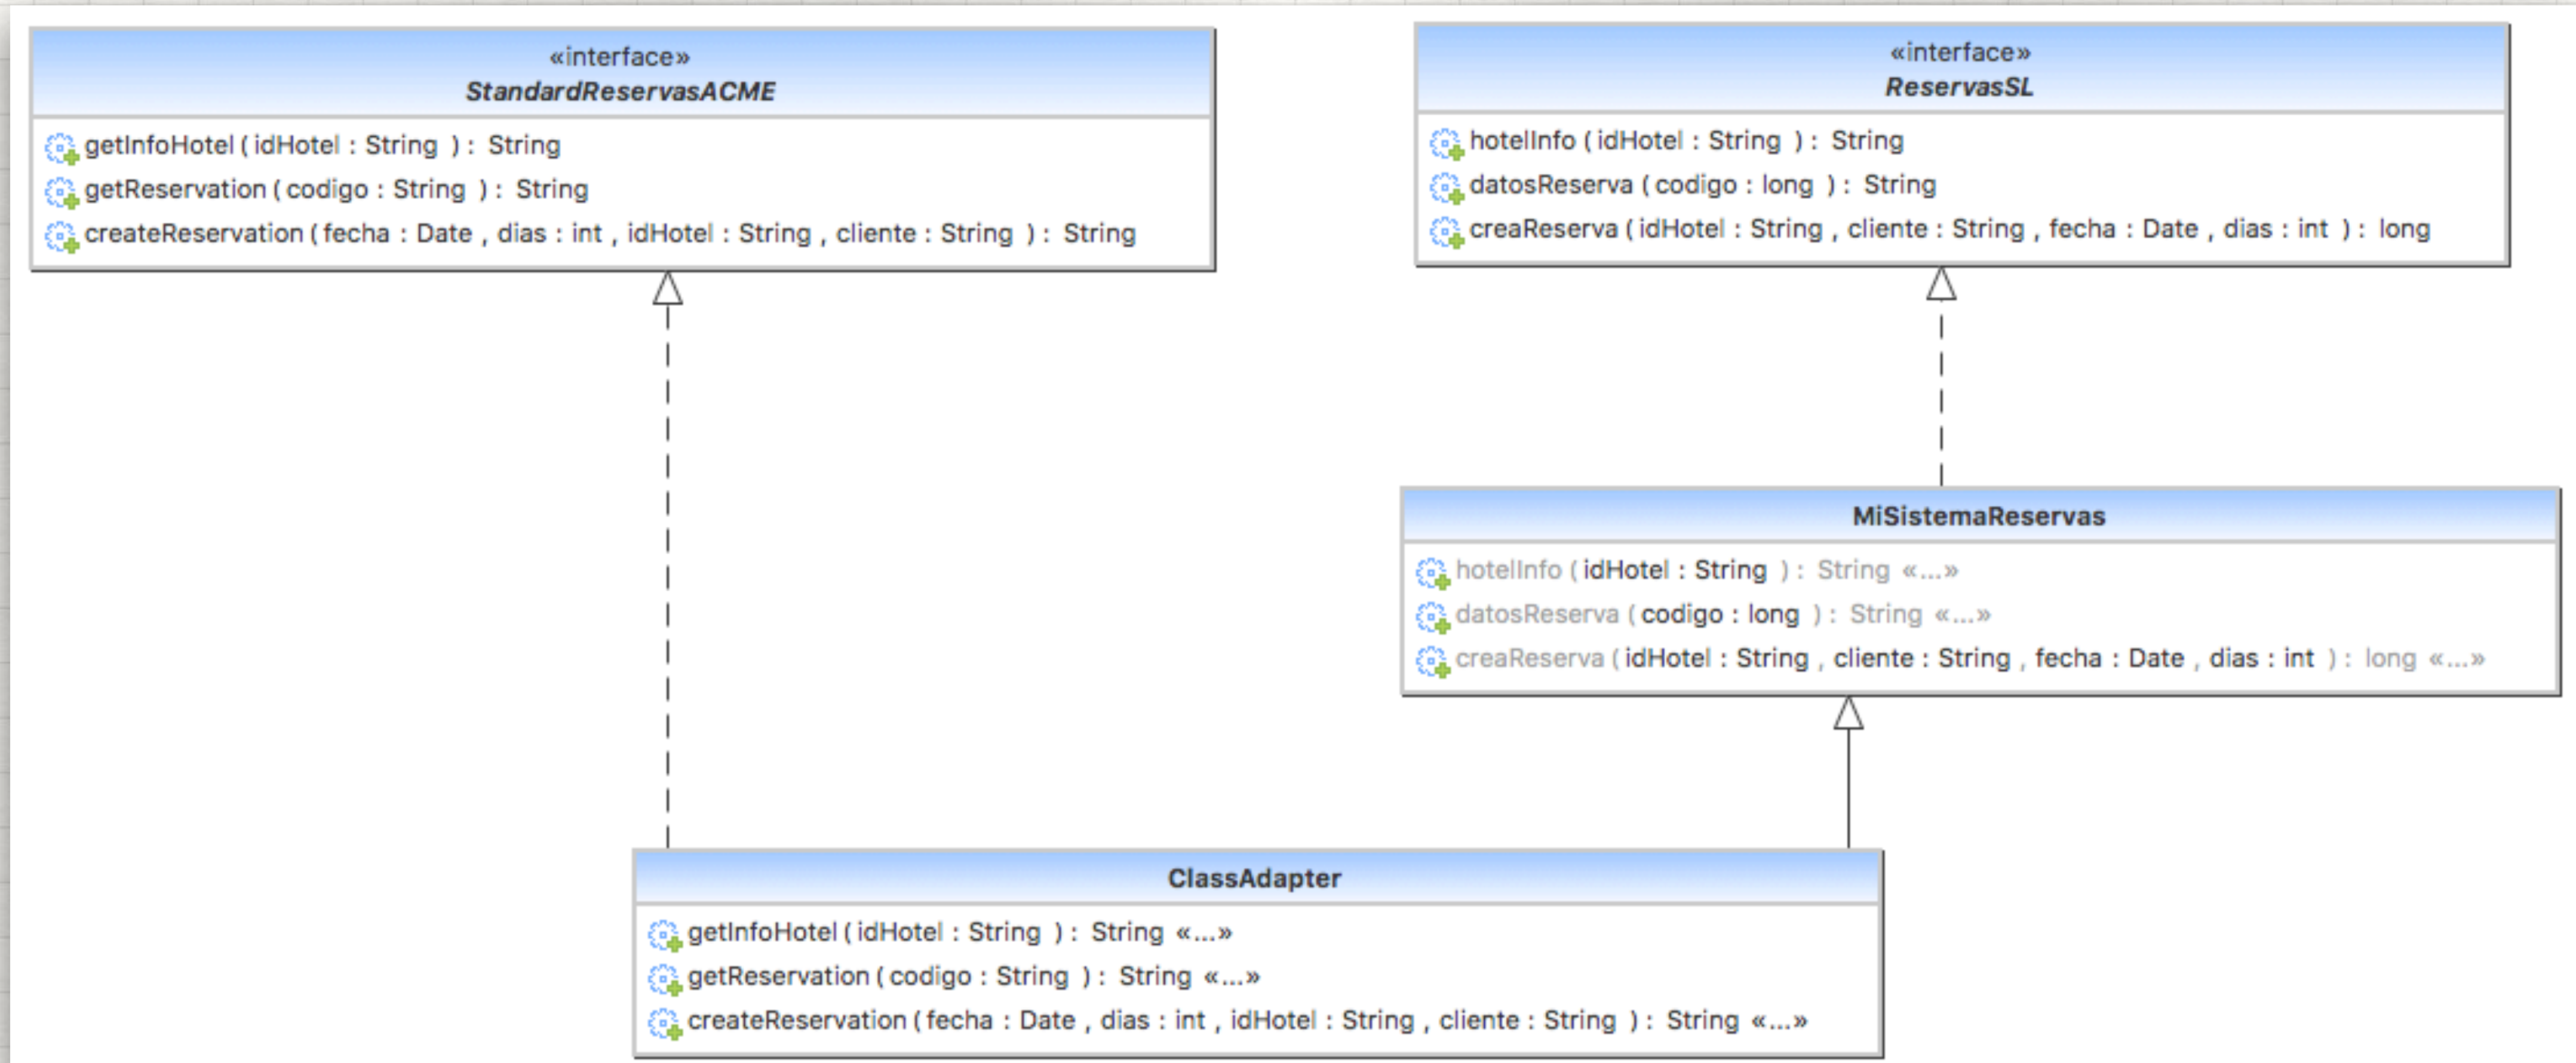 «interface»
StandardReservasACME
getInfoHotel ( idHotel : String ) : String
getReservation ( codigo : String ) : String
createReservation ( fecha : Date , dias : int , idHotel : String , cliente : String ) : String
«interface»
ReservasSL
hotelInfo ( idHotel : String ) : String
datosReserva ( codigo : long ) : String
creaReserva ( idHotel : String , cliente : String , fecha : Date , dias : int ) : long
MiSistemaReservas
hotelInfo ( idHotel : String ) : String «...»
datosReserva ( codigo : long ) : String «...»
creaReserva ( idHotel : String , cliente : String , fecha : Date , dias : int ) : long «...»
ClassAdapter
getInfoHotel ( idHotel : String ) : String «...»
getReservation ( codigo : String ) : String «...»
createReservation ( fecha : Date , dias : int , idHotel : String , cliente : String ) : String «...»